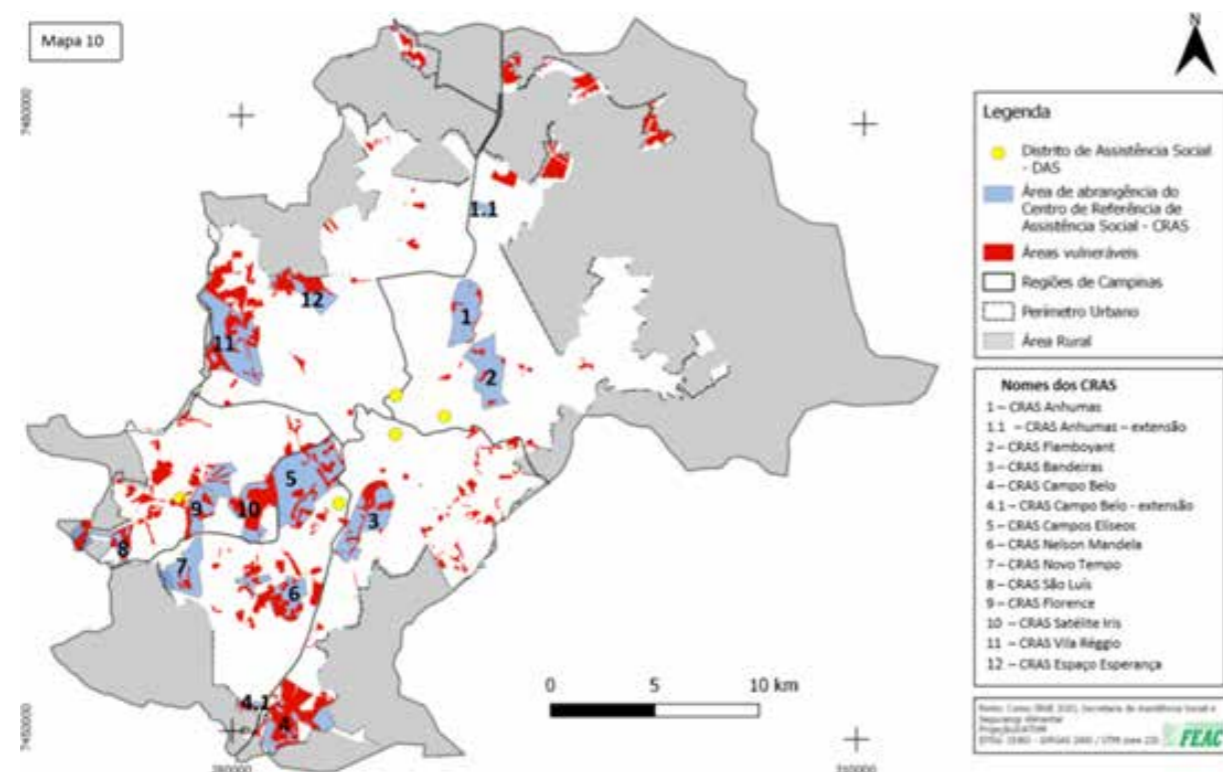 Mapa 10
N
7480000
Legenda
Distrito de Assistência Social
- DAS
Área de abrangência do
Centro de Referência de
Assistência Social - CRAS
Áreas vulneráveis
Regiões de Campinas
Perímetro Urbano
Área Rural
1.1
12
1
11
2
5
9
10
3
8
7
6
4.1
4
0 5 10 km
Nomes dos CRAS
1 – CRAS Anhumas
1.1 – CRAS Anhumas – extensão
2 – CRAS Flamboyant
3 – CRAS Bandeiras
4 – CRAS Campo Belo
4.1 – CRAS Campo Belo - extensão
5 – CRAS Campos Elíseos
6 – CRAS Nelson Mandela
7 – CRAS Novo Tempo
8 – CRAS São Luís
9 – CRAS Florence
10 – CRAS Satélite Iris
11 – CRAS Vila Réggio
12 – CRAS Espaço Esperança
Segurança Alimentar
FEAC